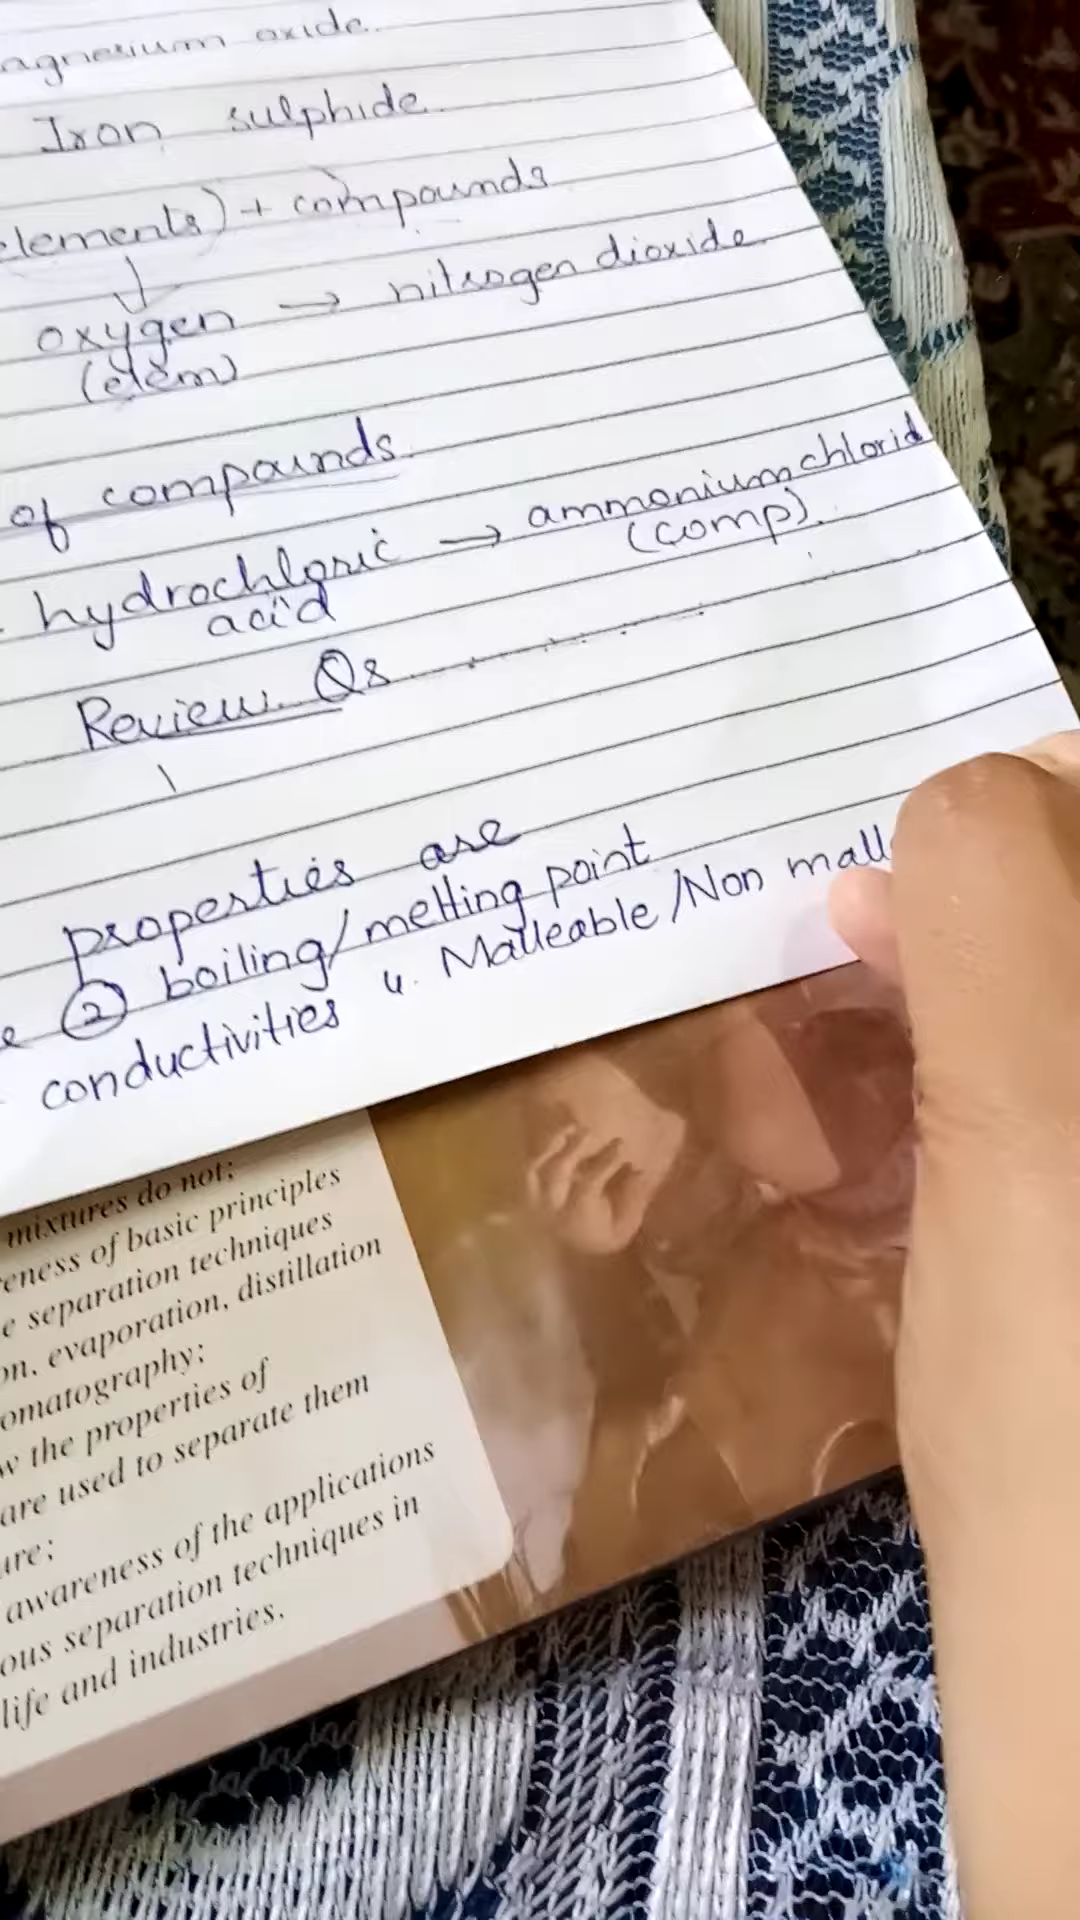 agnesium oxide.
Iron sulphide.
elements) + compounds
oxygen → nitrogen dioxide.
(elem)
of compounds.
hydrochloric → ammonium chlorid
acid (comp).
Review Qs
1
properties are
② boiling/melting point
conductivities 4. Malleable/Non mall
mixtures do not;
eness of basic principles
e separation techniques
on, evaporation, distillation
omatography;
w the properties of
are used to separate them
ure;
awareness of the applications
ous separation techniques in
life and industries.